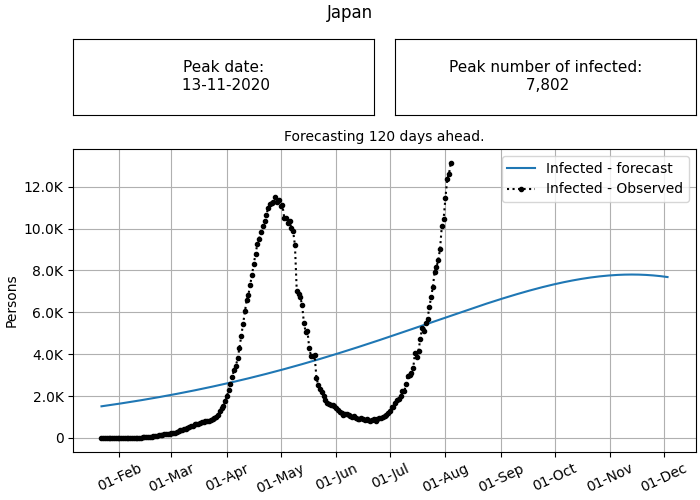 Japan
Peak date:
13-11-2020
Peak number of infected:
7,802
Forecasting 120 days ahead.
Infected - forecast
Infected - Observed
Persons
12.0K
10.0K
8.0K
6.0K
4.0K
2.0K
0
01-Feb 01-Mar 01-Apr 01-May 01-Jun 01-Jul 01-Aug 01-Sep 01-Oct 01-Nov 01-Dec